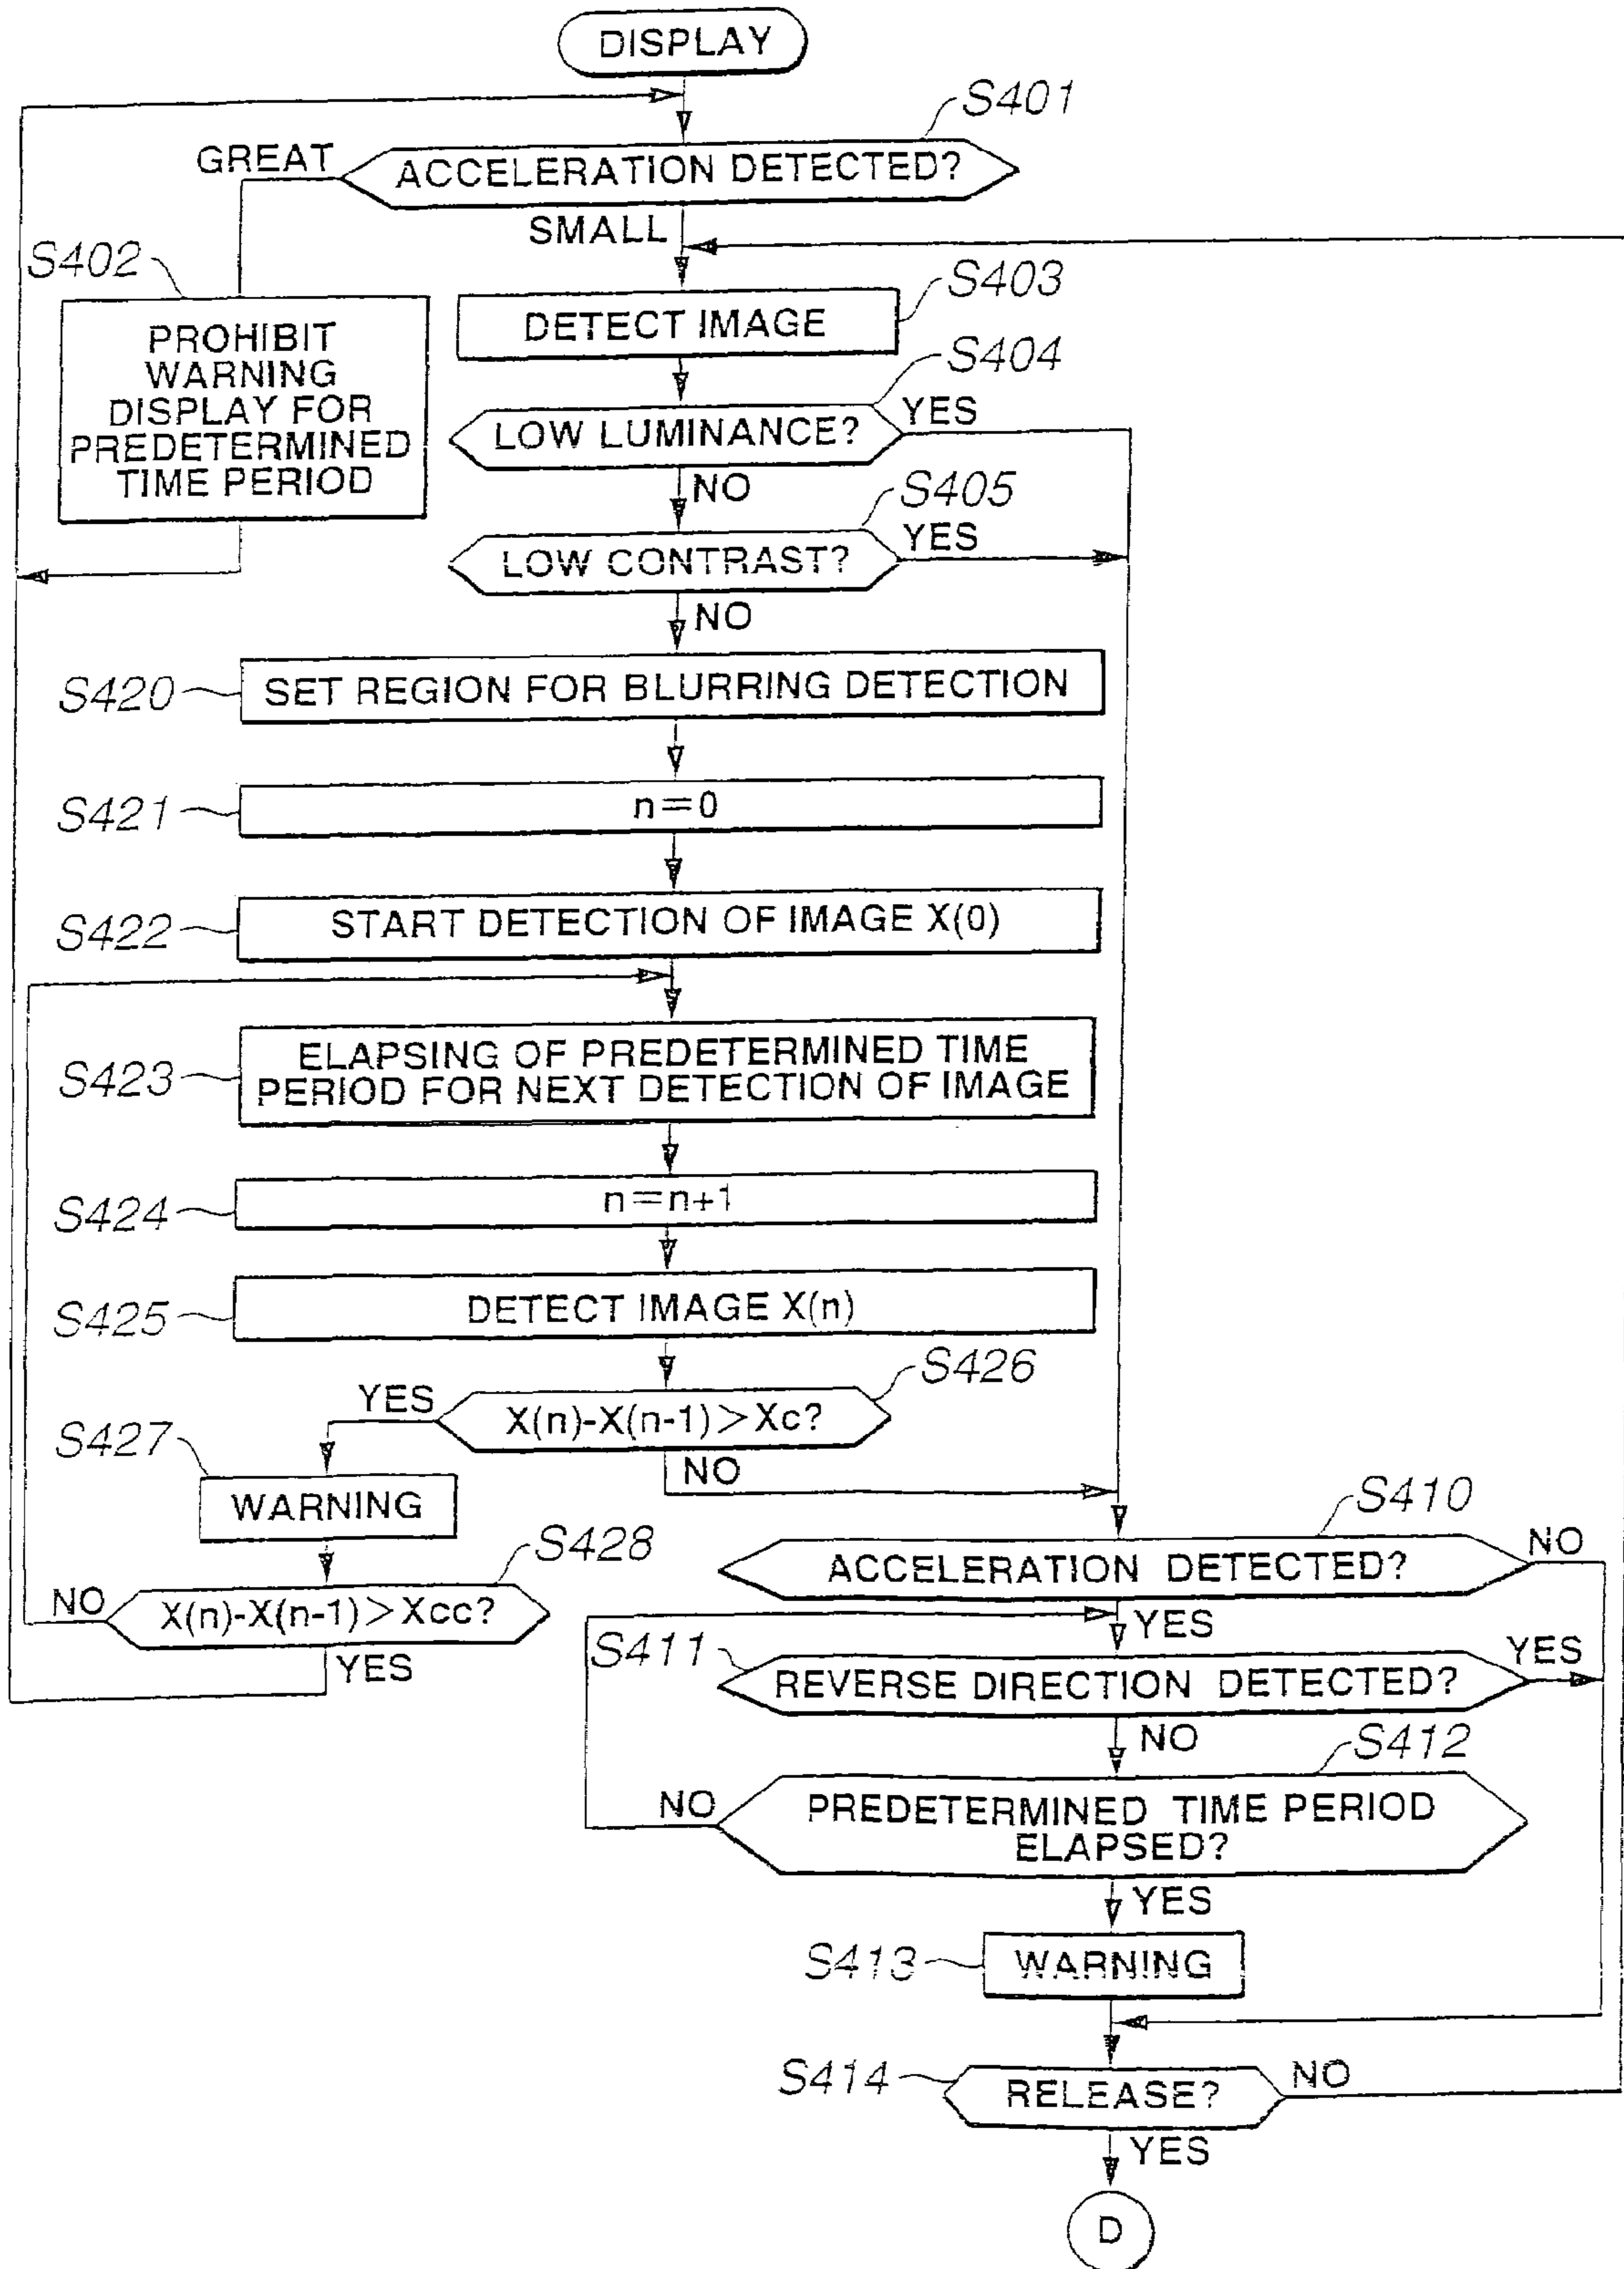 DISPLAY
S401
GREAT
ACCELERATION DETECTED?
SMALL
S402
PROHIBIT
WARNING
DISPLAY FOR
PREDETERMINED
TIME PERIOD
S403
DETECT IMAGE
S404
LOW LUMINANCE?
YES
NO
S405
LOW CONTRAST?
YES
NO
S420
SET REGION FOR BLURRING DETECTION
S421
n=0
S422
START DETECTION OF IMAGE X(0)
S423
ELAPSING OF PREDETERMINED TIME
PERIOD FOR NEXT DETECTION OF IMAGE
S424
n=n+1
S425
DETECT IMAGE X(n)
S426
YES
X(n)-X(n-1)>Xc?
NO
S427
WARNING
S428
NO
X(n)-X(n-1)>Xcc?
YES
S410
ACCELERATION DETECTED?
NO
YES
S411
REVERSE DIRECTION DETECTED?
YES
NO
S412
NO
PREDETERMINED TIME PERIOD
ELAPSED?
YES
S413
WARNING
S414
RELEASE?
NO
YES
D